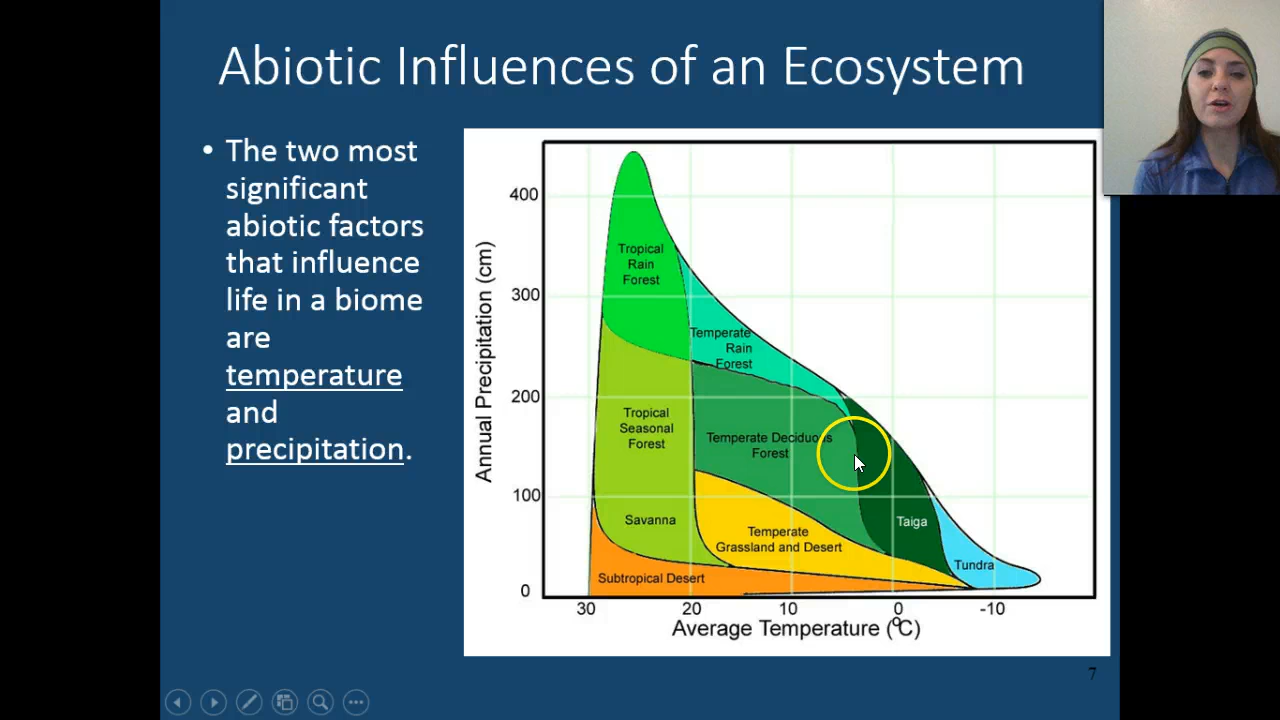 Abiotic Influences of an Ecosystem
• The two most
significant
abiotic factors
that influence
life in a biome
are
temperature
and
precipitation.
Annual Precipitation (cm)
400
300
200
100
0
Tropical
Rain
Forest
Temperate
Rain
Forest
Tropical
Seasonal
Forest
Temperate Deciduous
Forest
Savanna
Temperate
Grassland and Desert
Taiga
Subtropical Desert
Tundra
30 20 10 0 -10
Average Temperature (°C)
7